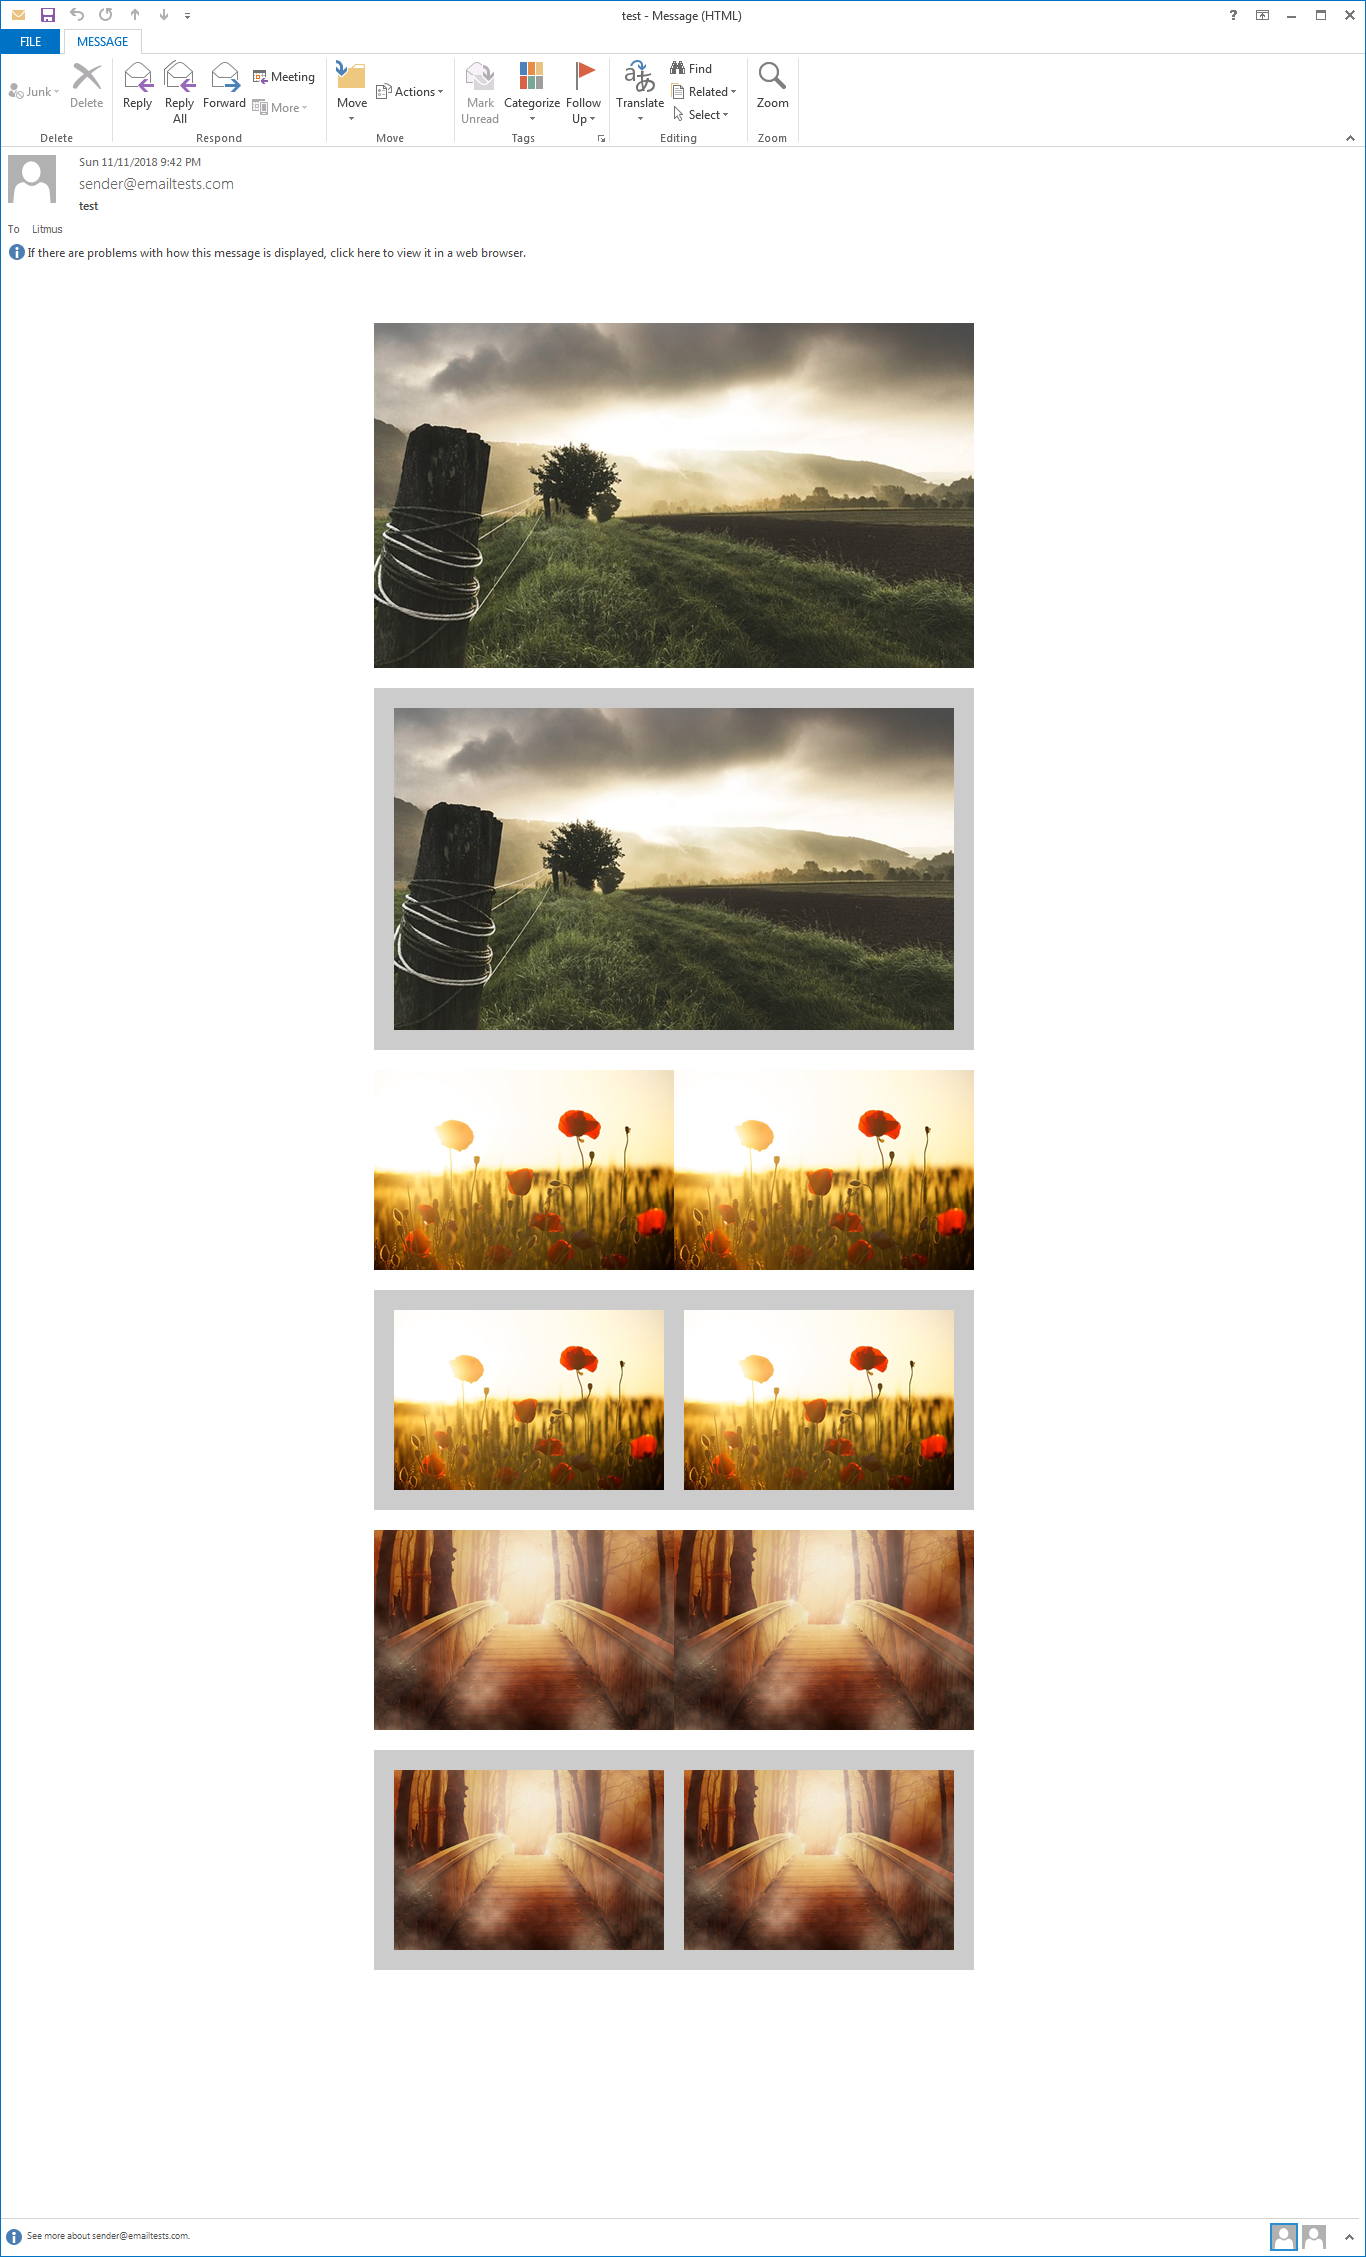 test - Message (HTML)
?
FILE
MESSAGE
Junk
Delete
Reply
Reply All
Forward
Meeting
More
Move
Actions
Mark Unread
Categorize
Follow Up
Translate
Find
Related
Select
Zoom
Delete
Respond
Move
Tags
Editing
Zoom
Sun 11/11/2018 9:42 PM
sender@emailtests.com
test
To Litmus
If there are problems with how this message is displayed, click here to view it in a web browser.
See more about sender@emailtests.com.